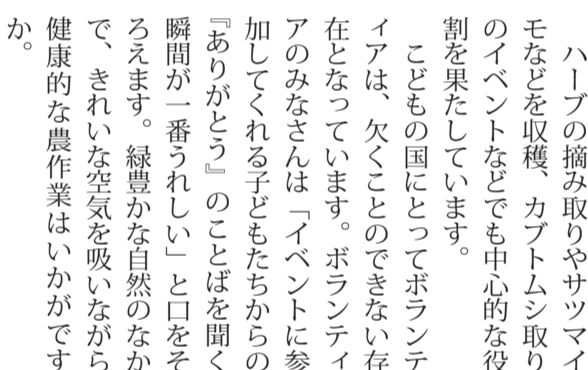 ハーブの摘み取りやサツマイ
モなどを収穫、カブトムシ取り
のイベントなどでも中心的な役
割を果たしています。
こどもの国にとってボランテ
ィアは、欠くことのできない存
在となっています。ボランティ
アのみなさんは「イベントに参
加してくれる子どもたちからの
『ありがとう』のことばを聞く
瞬間が一番うれしい」と口をそ
ろえます。緑豊かな自然のなか
で、きれいな空気を吸いながら
健康的な農作業はいかがです
か。